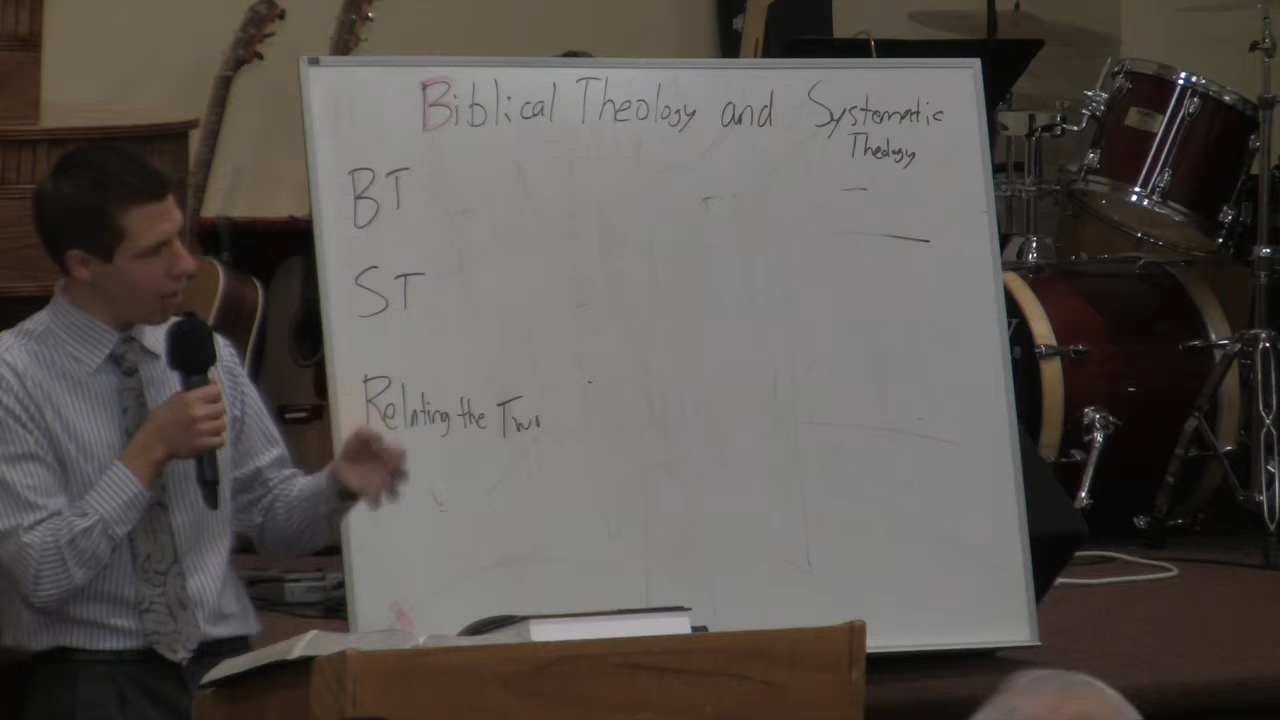 Biblical Theology and Systematic
Theology
BT
ST
Relating the Two